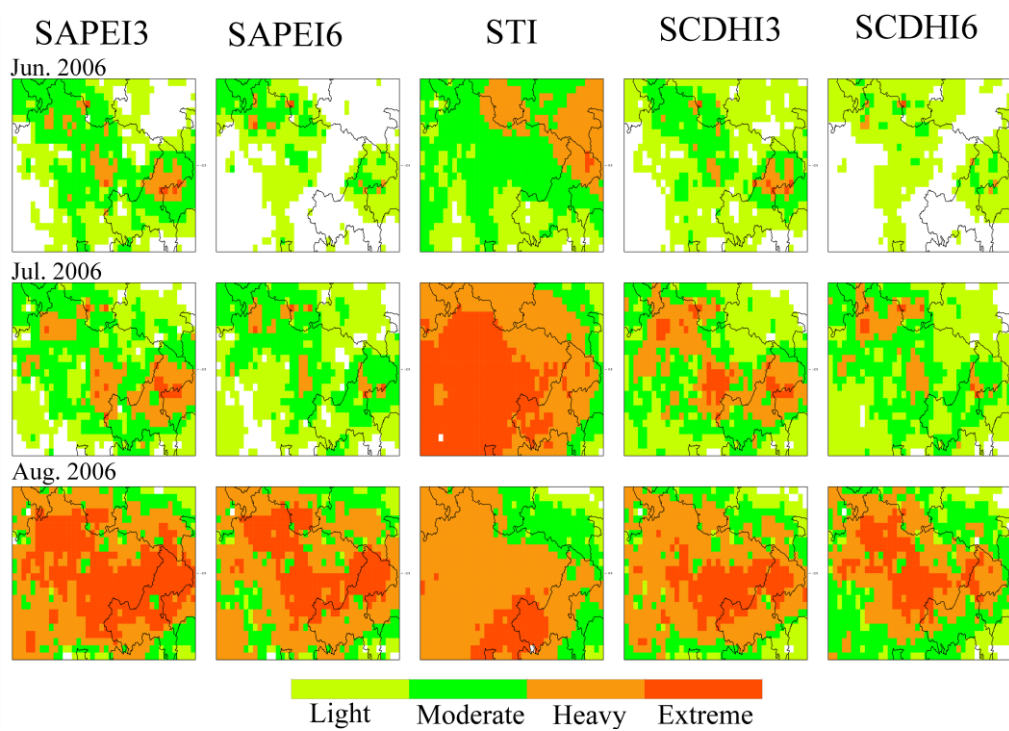 SAPEI3 SAPEI6 STI SCDHI3 SCDHI6
Jun. 2006
Jul. 2006
Aug. 2006
Light Moderate Heavy Extreme